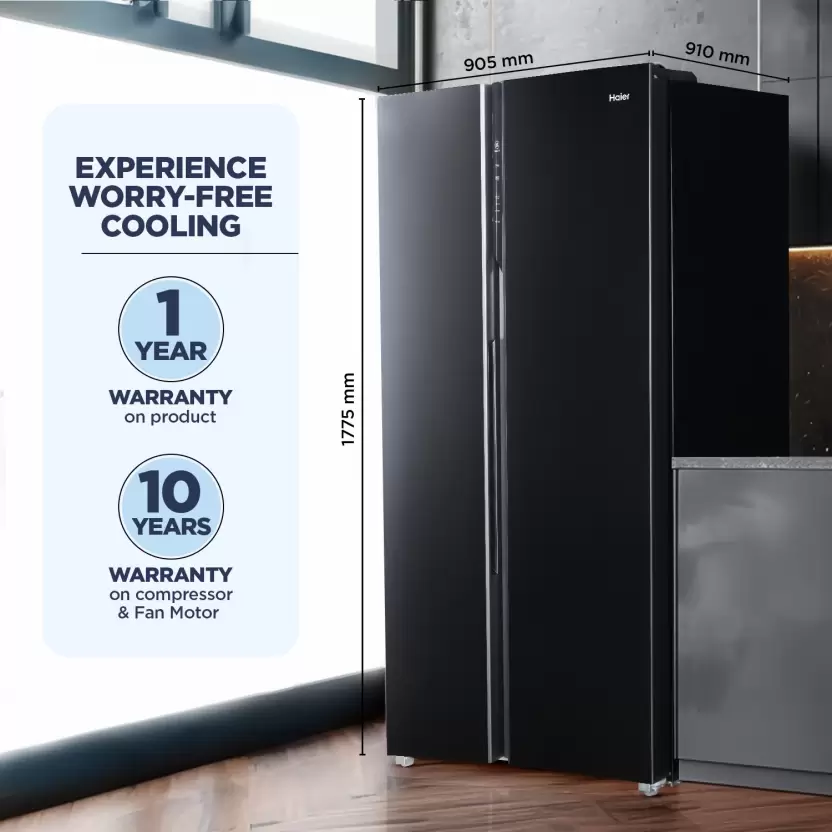 905 mm
910 mm
Haier
EXPERIENCE
WORRY-FREE
COOLING
1
YEAR
WARRANTY
on product
1775 mm
10
YEARS
WARRANTY
on compressor
& Fan Motor